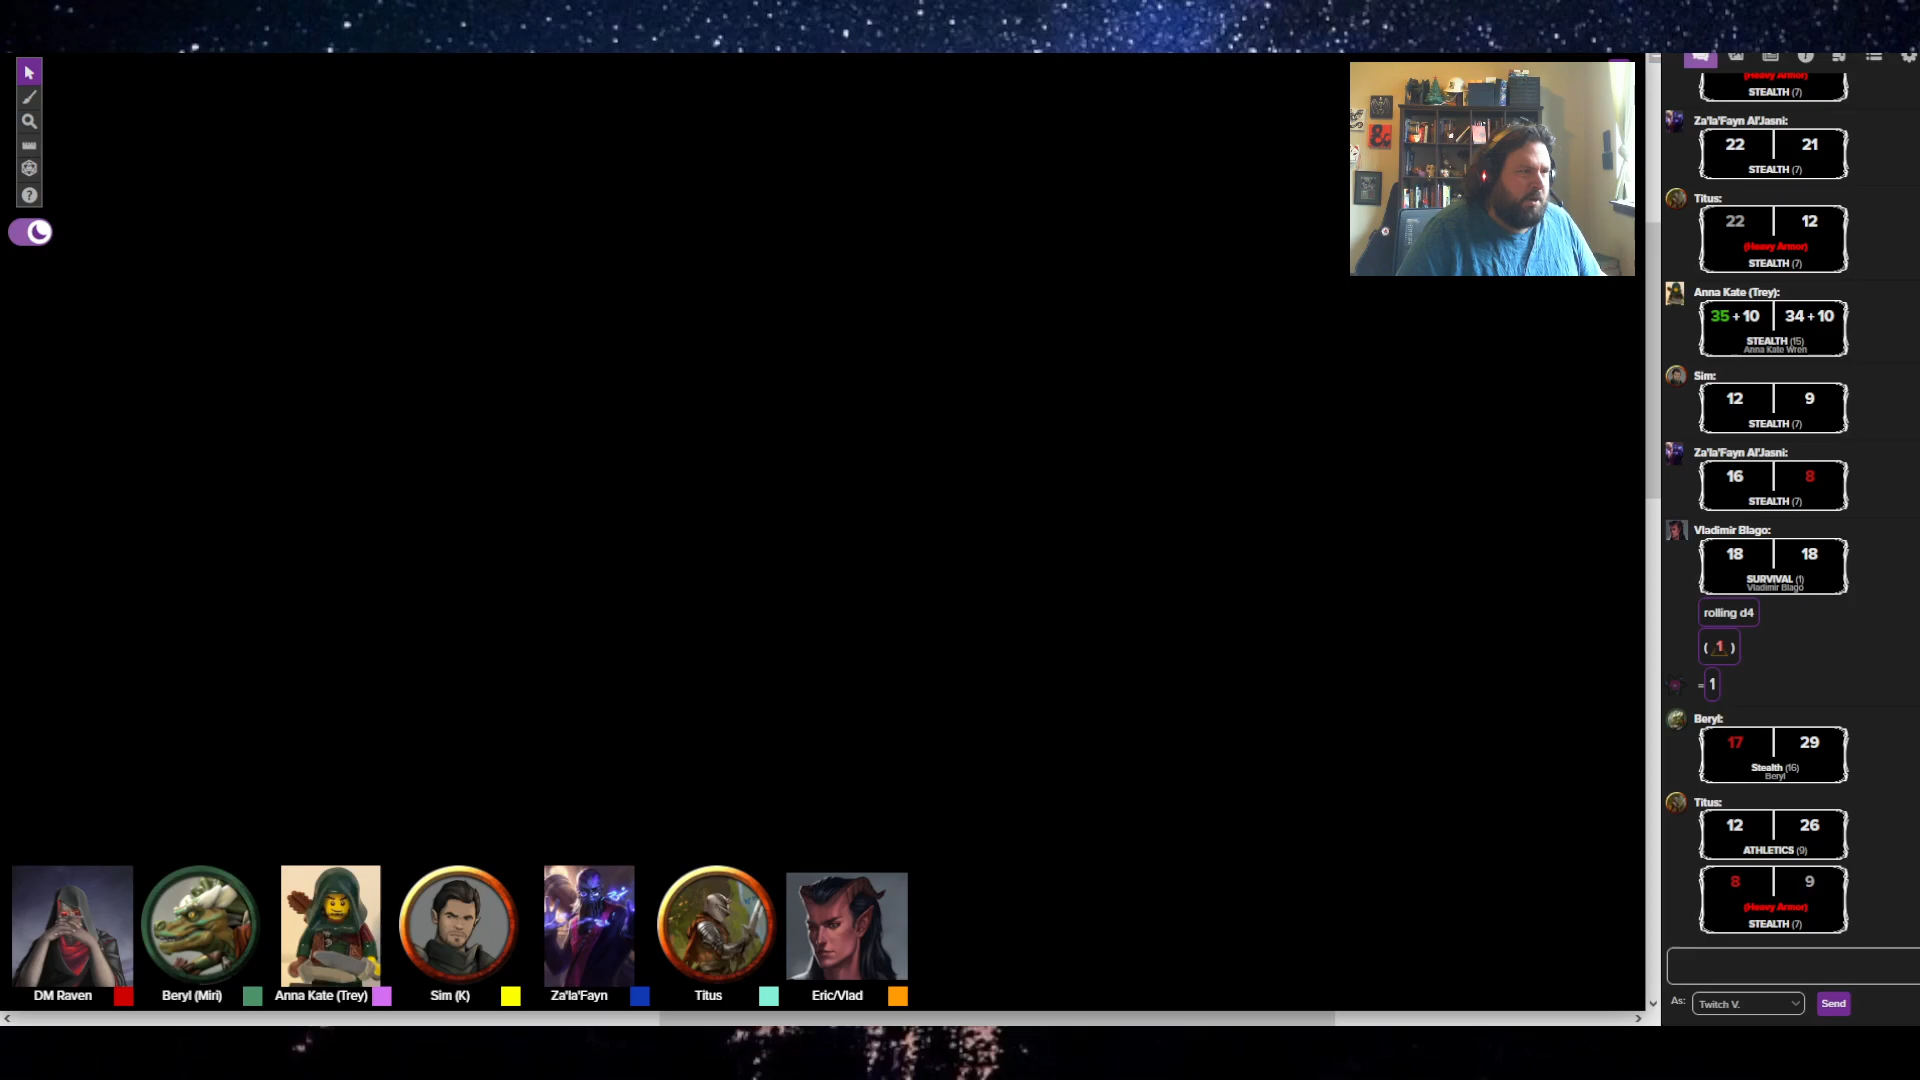 (Heavy Armor)
STEALTH (7)
Za'la'Fayn Al'Jasni:
22 21
STEALTH (7)
Titus:
22 12
(Heavy Armor)
STEALTH (7)
Anna Kate (Trey):
35 + 10 34 + 10
STEALTH (15)
Anna Kate Wren
Sim:
12 9
STEALTH (7)
Za'la'Fayn Al'Jasni:
16 8
STEALTH (7)
Vladimir Blago:
18 18
SURVIVAL (1)
Vladimir Blago
rolling d4
( 1 )
= 1
Beryl:
17 29
Stealth (16)
Beryl
Titus:
12 26
ATHLETICS (9)
8 9
(Heavy Armor)
STEALTH (7)
As: Twitch V. Send
DM Raven
Beryl (Miri)
Anna Kate (Trey)
Sim (K)
Za'la'Fayn
Titus
Eric/Vlad